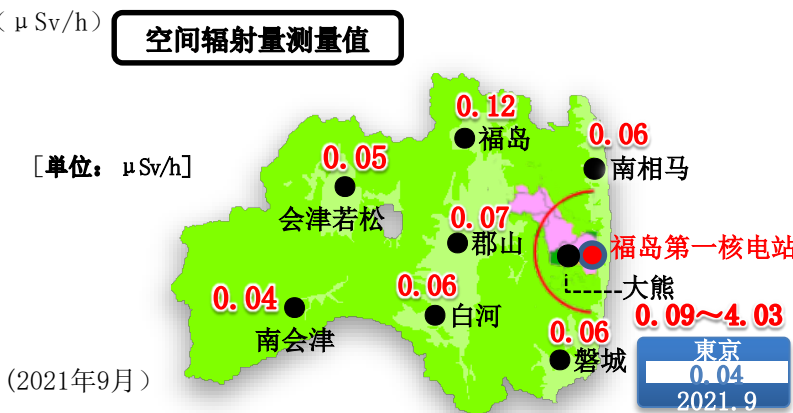 （μSv/h）
空间辐射量测量值
[単位：μSv/h]
0.12
福岛
0.06
南相马
0.05
会津若松
0.07
郡山
福岛第一核电站
大熊
0.09～4.03
0.04
南会津
0.06
白河
0.06
磐城
東京
0.04
2021.9
(2021年9月）